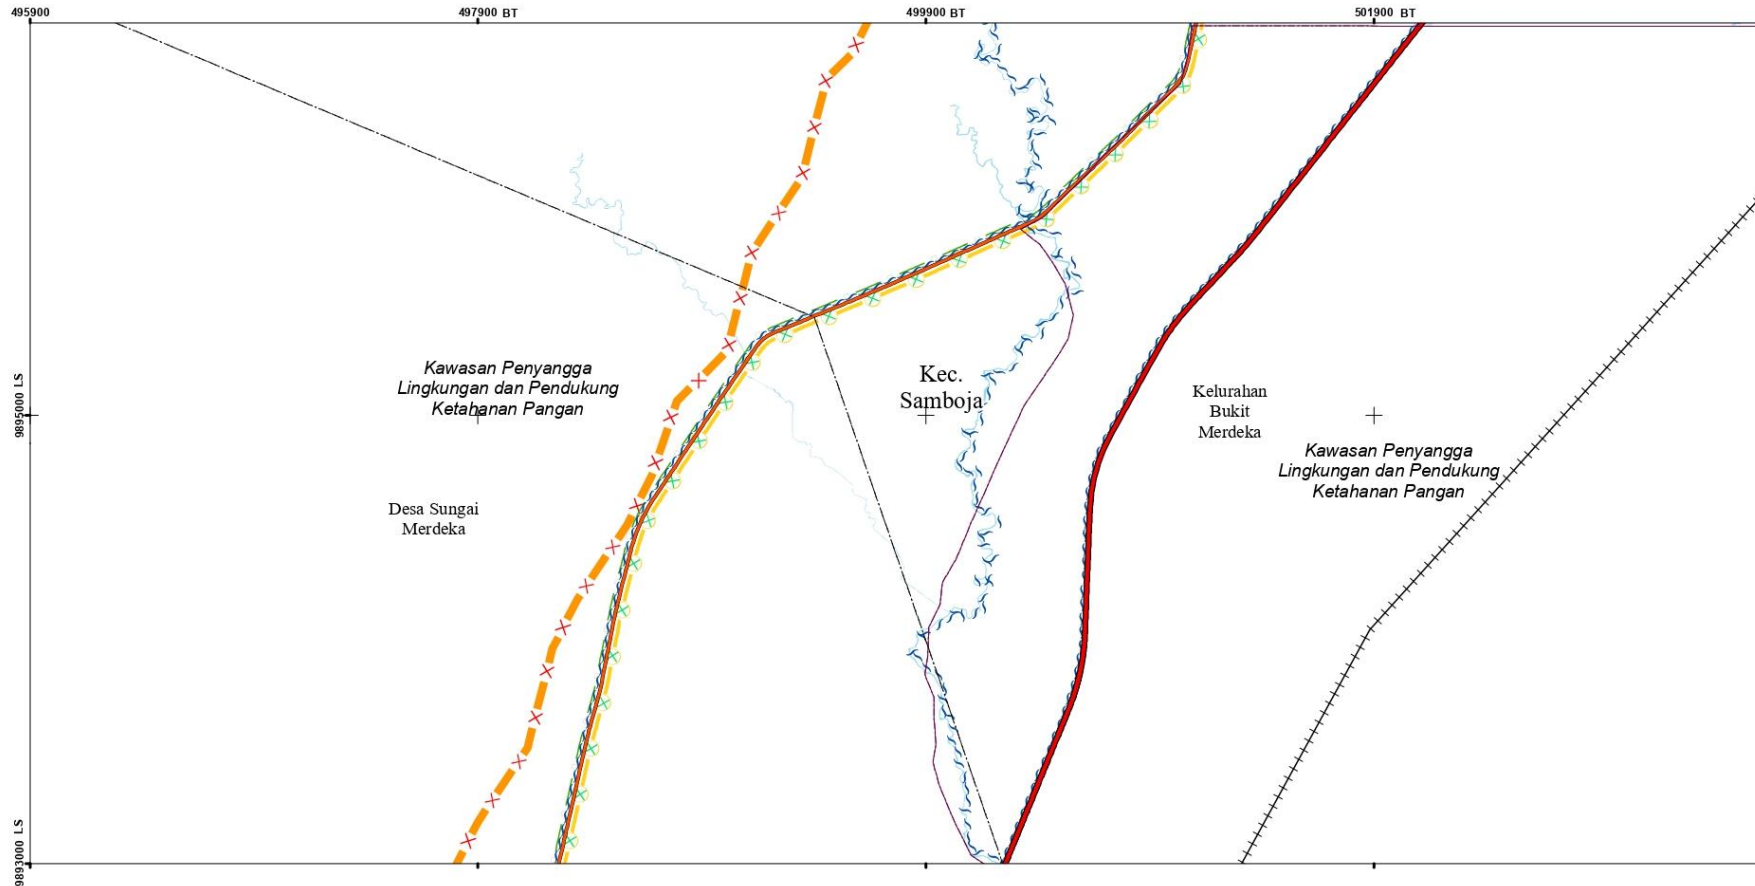 495900
497900 BT
499900 BT
501900 BT
Kawasan Penyangga
Lingkungan dan Pendukung
Ketahanan Pangan
Kec.
Samboja
Kelurahan
Bukit
Merdeka
9895000 LS
Kawasan Penyangga
Lingkungan dan Pendukung
Ketahanan Pangan
Desa Sungai
Merdeka
9893000 LS